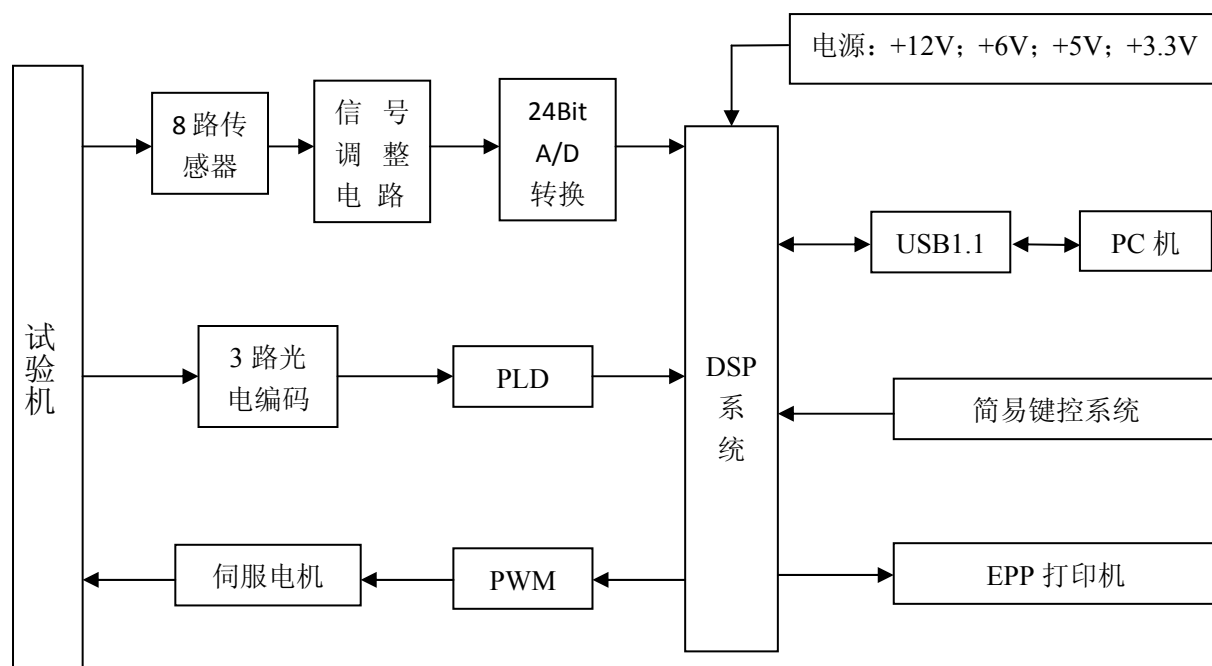 电源：+12V；+6V；+5V；+3.3V
8 路传
感器
信 号
调 整
电 路
24Bit
A/D
转换
USB1.1
PC 机
试
验
机
3 路光
电编码
PLD
DSP
系
统
简易键控系统
伺服电机
PWM
EPP 打印机